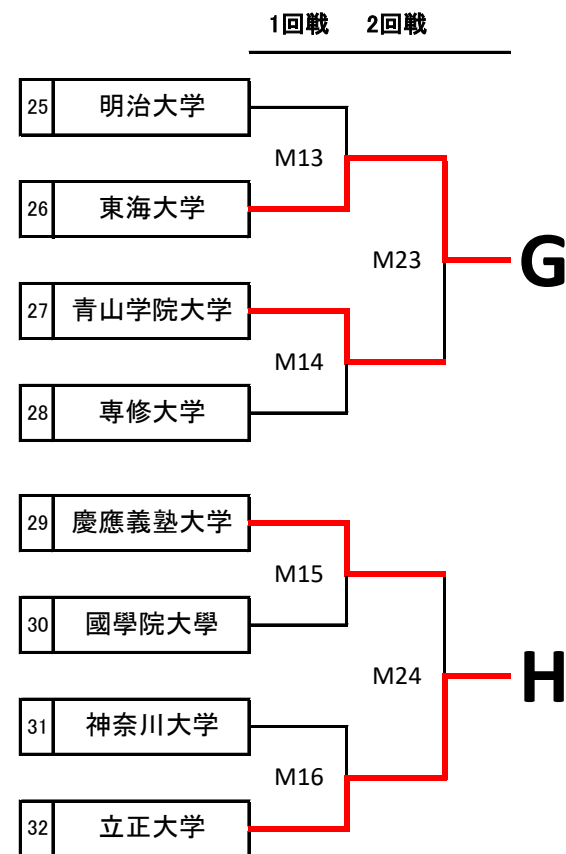 1回戦 2回戦
25 明治大学
M13
26 東海大学
M23
G
27 青山学院大学
M14
28 専修大学
29 慶應義塾大学
M15
30 國學院大學
M24
H
31 神奈川大学
M16
32 立正大学